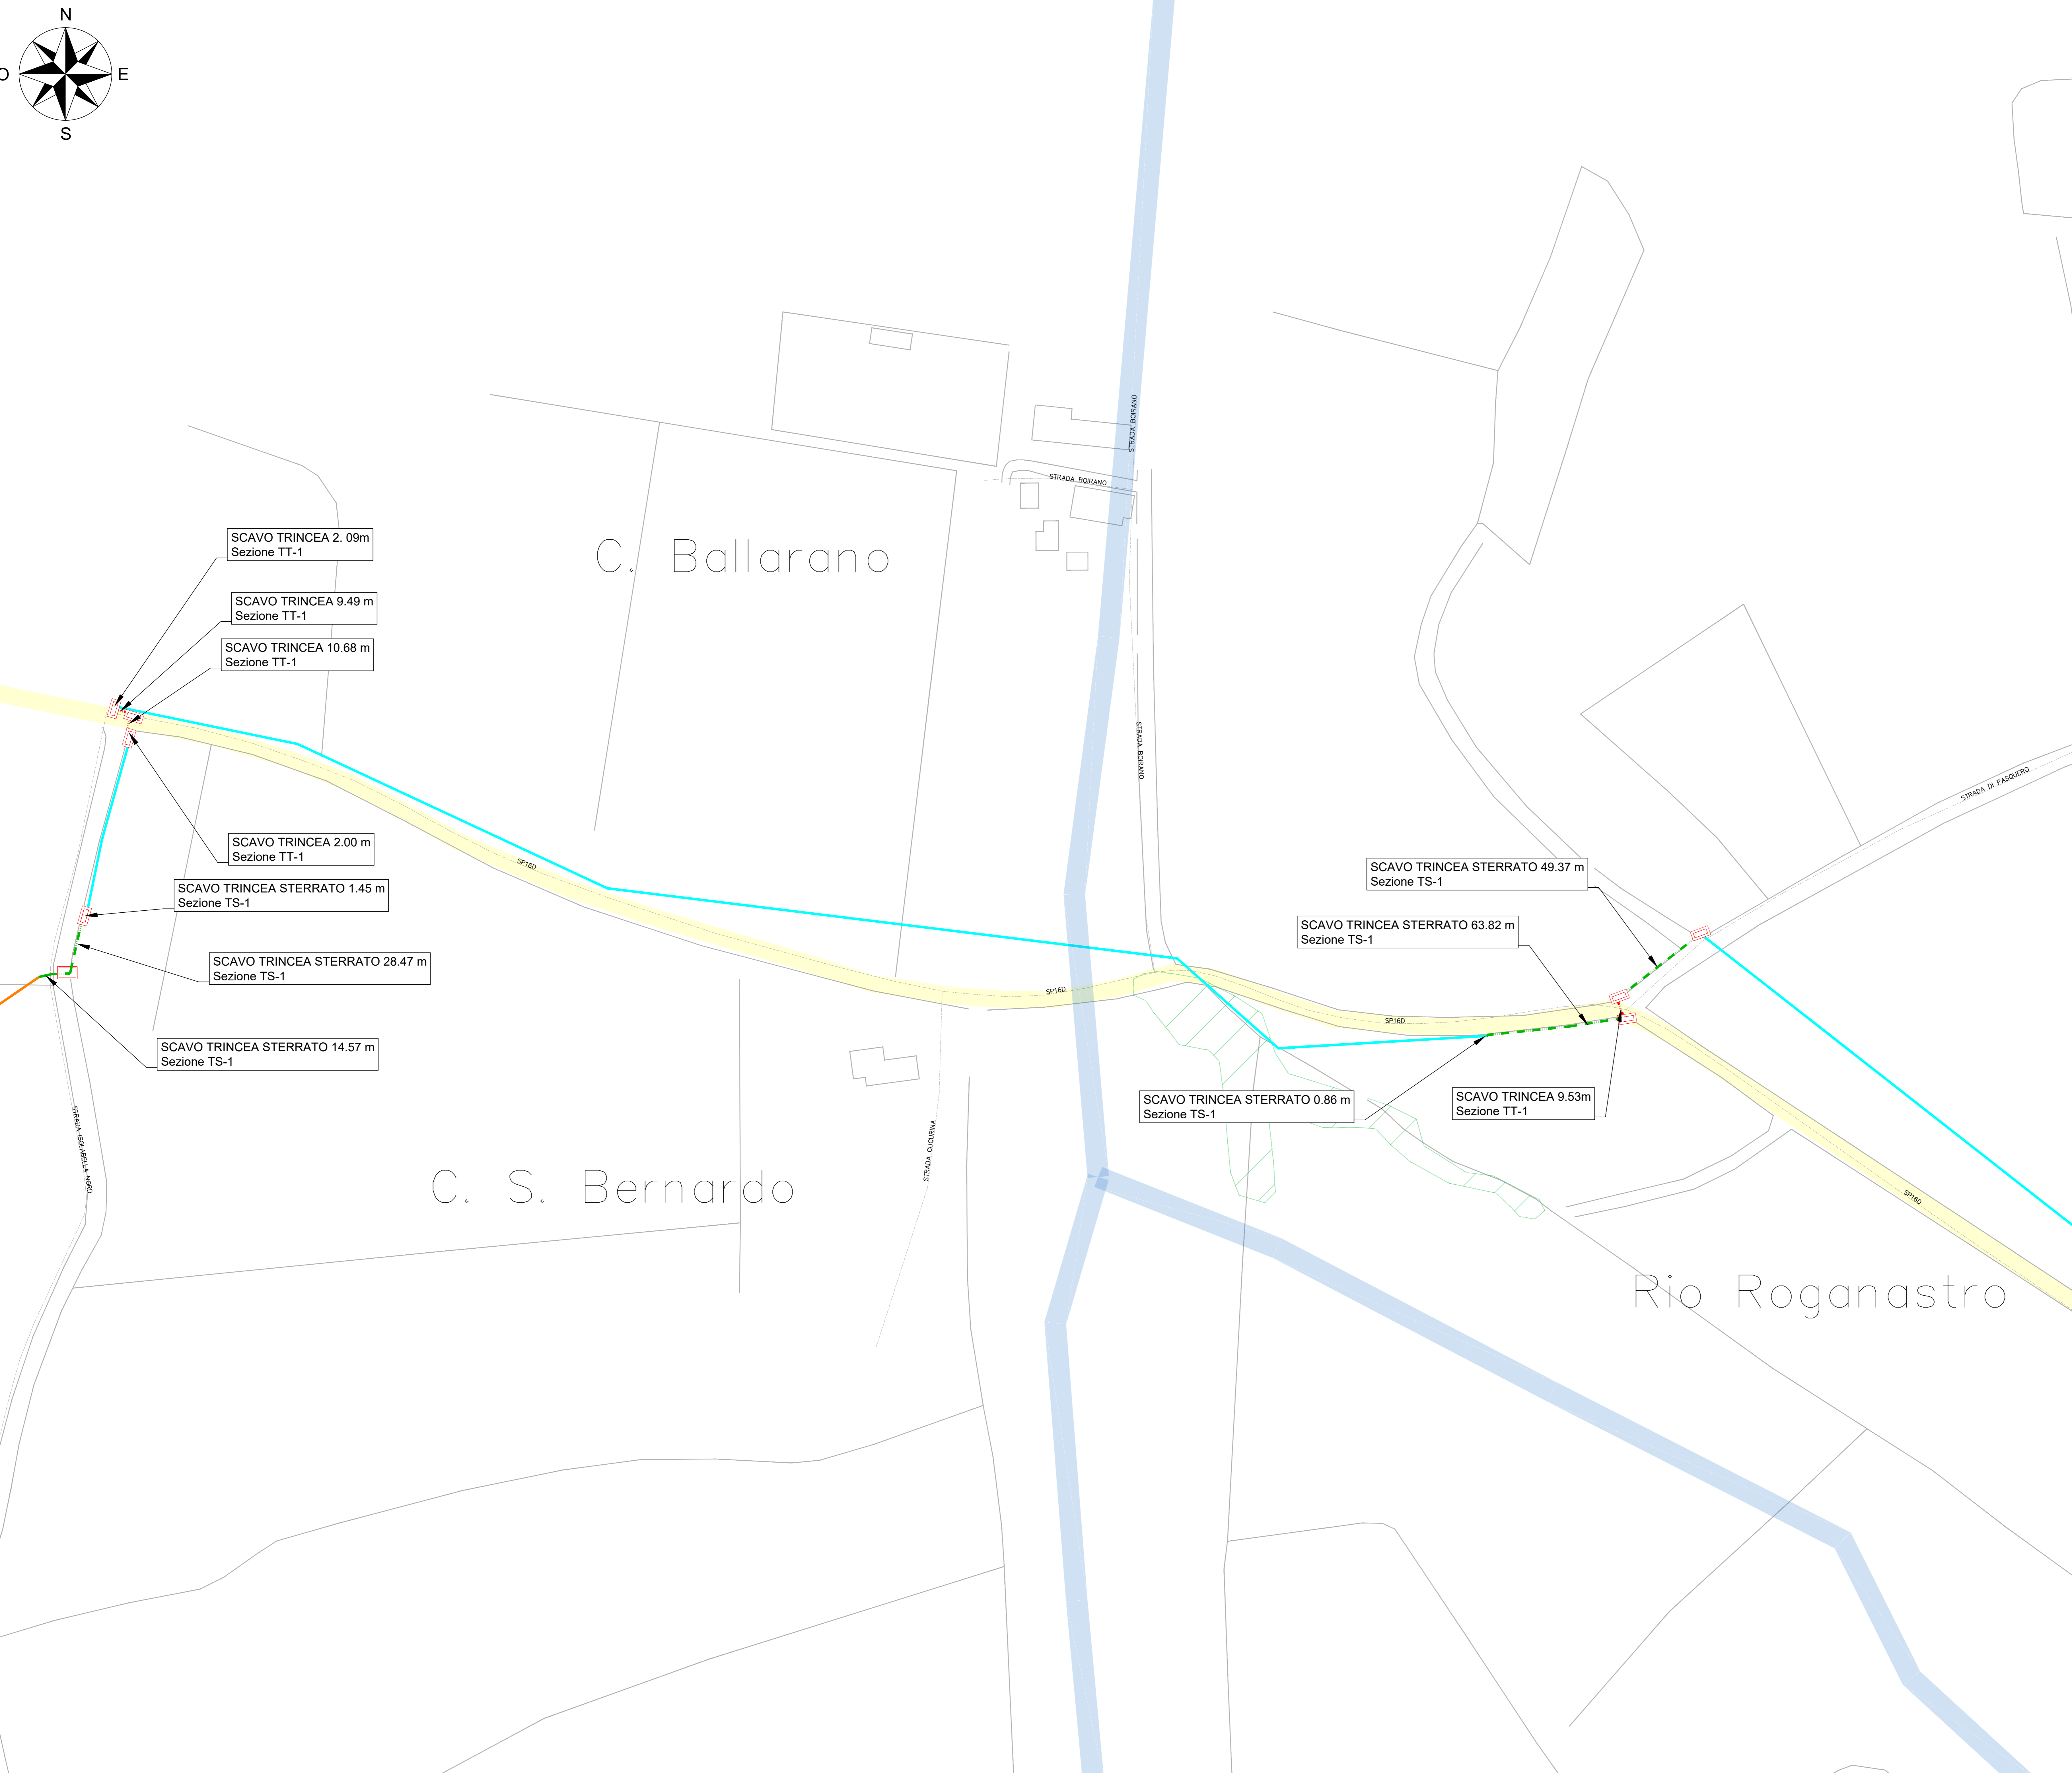 N
O
E
S
STRADA BOIRANO
STRADA BOIRANO
SCAVO TRINCEA 2. 09m
Sezione TT-1
C. Ballarano
SCAVO TRINCEA 9.49 m
Sezione TT-1
SCAVO TRINCEA 10.68 m
Sezione TT-1
STRADA BOIRANO
STRADA DI PASQUERO
SCAVO TRINCEA 2.00 m
Sezione TT-1
SP16D
SCAVO TRINCEA STERRATO 49.37 m
Sezione TS-1
SCAVO TRINCEA STERRATO 1.45 m
Sezione TS-1
SCAVO TRINCEA STERRATO 63.82 m
Sezione TS-1
SCAVO TRINCEA STERRATO 28.47 m
Sezione TS-1
SP16D
SP16D
SCAVO TRINCEA STERRATO 14.57 m
Sezione TS-1
SCAVO TRINCEA STERRATO 0.86 m
Sezione TS-1
SCAVO TRINCEA 9.53m
Sezione TT-1
STRADA ISOLABELLA NORD
STRADA CUCURINA
C. S. Bernardo
SP16D
Rio Roganastro